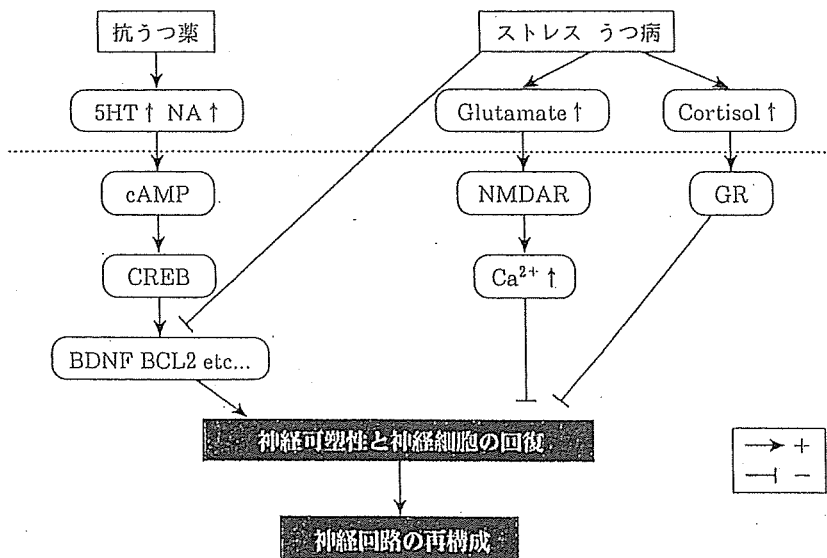 抗うつ薬
ストレス うつ病
5HT↑ NA↑
Glutamate↑
Cortisol↑
cAMP
NMDAR
GR
CREB
Ca²⁺↑
BDNF BCL2 etc...
神経可塑性と神経細胞の回復
+
−
神経回路の再構成